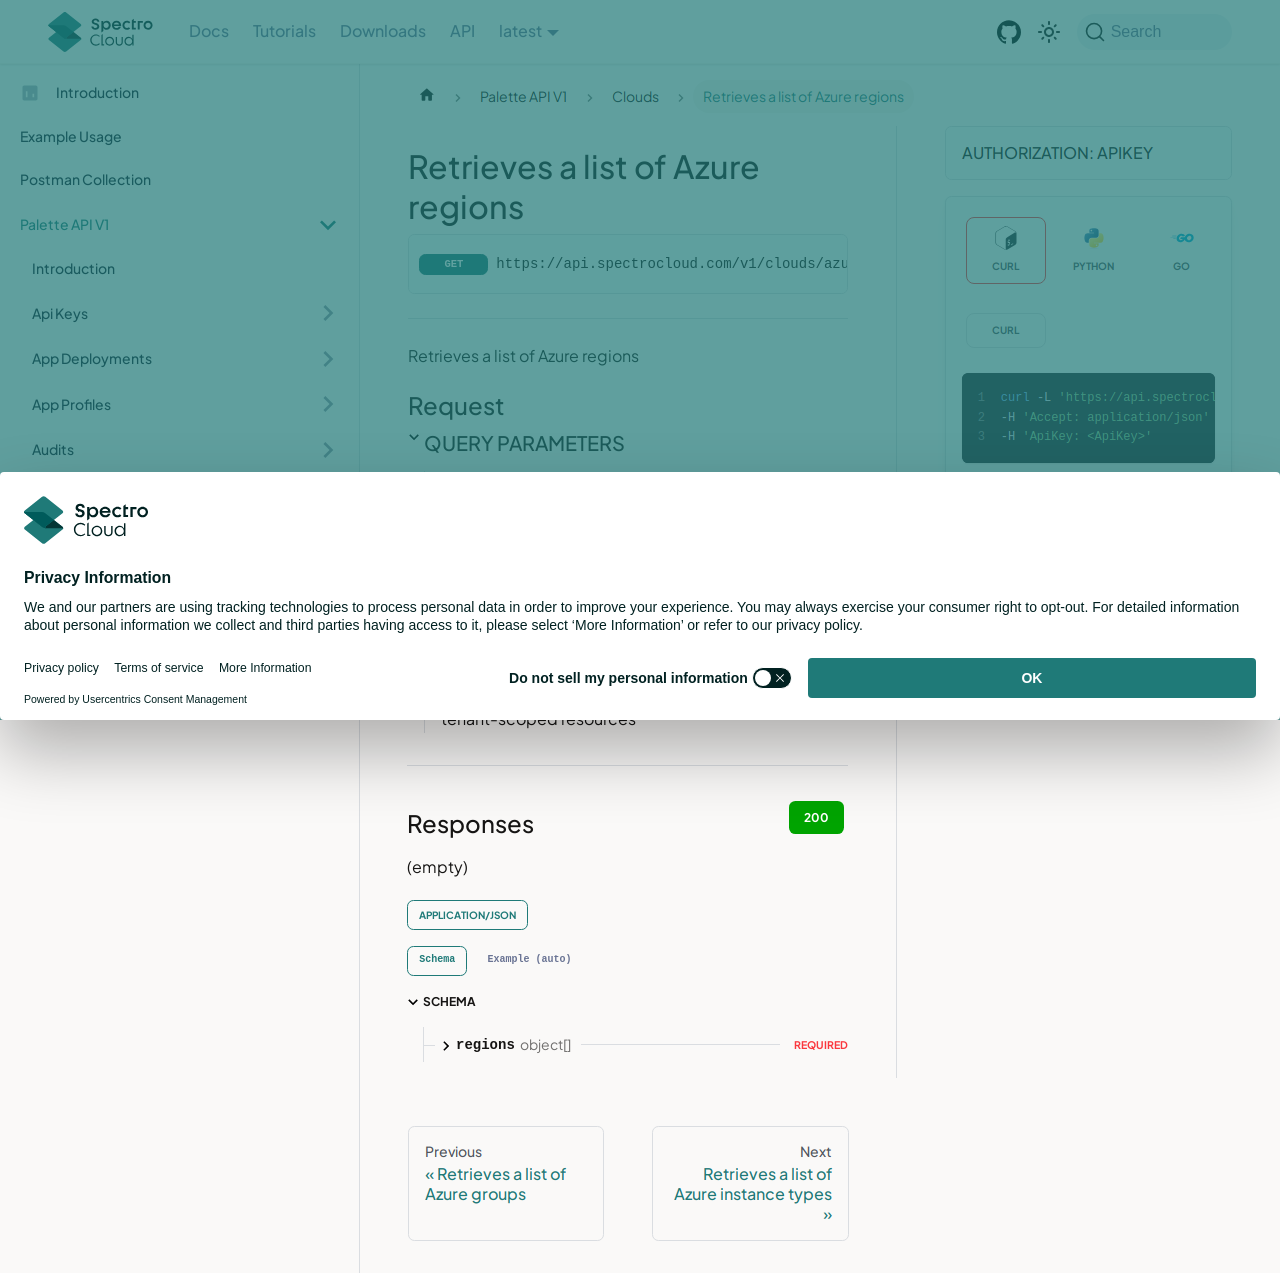 Spectro Cloud
Docs
Tutorials
Downloads
API
latest
Search
Introduction
Example Usage
Postman Collection
Palette API V1
Introduction
Api Keys
App Deployments
App Profiles
Audits
Palette API V1
Clouds
Retrieves a list of Azure regions
Retrieves a list of Azure
regions
GET https://api.spectrocloud.com/v1/clouds/azu
Retrieves a list of Azure regions
Request
QUERY PARAMETERS
AUTHORIZATION: APIKEY
CURL
PYTHON
GO
CURL
1 curl -L 'https://api.spectrocl
2 -H 'Accept: application/json'
3 -H 'ApiKey: <ApiKey>'
Spectro Cloud
Privacy Information
We and our partners are using tracking technologies to process personal data in order to improve your experience. You may always exercise your consumer right to opt-out. For detailed information
about personal information we collect and third parties having access to it, please select ‘More Information’ or refer to our privacy policy.
Privacy policy
Terms of service
More Information
Do not sell my personal information
OK
Powered by Usercentrics Consent Management
tenant-scoped resources
Responses
200
(empty)
APPLICATION/JSON
Schema
Example (auto)
SCHEMA
regions object[]
REQUIRED
Previous
« Retrieves a list of
Azure groups
Next
Retrieves a list of
Azure instance types
»